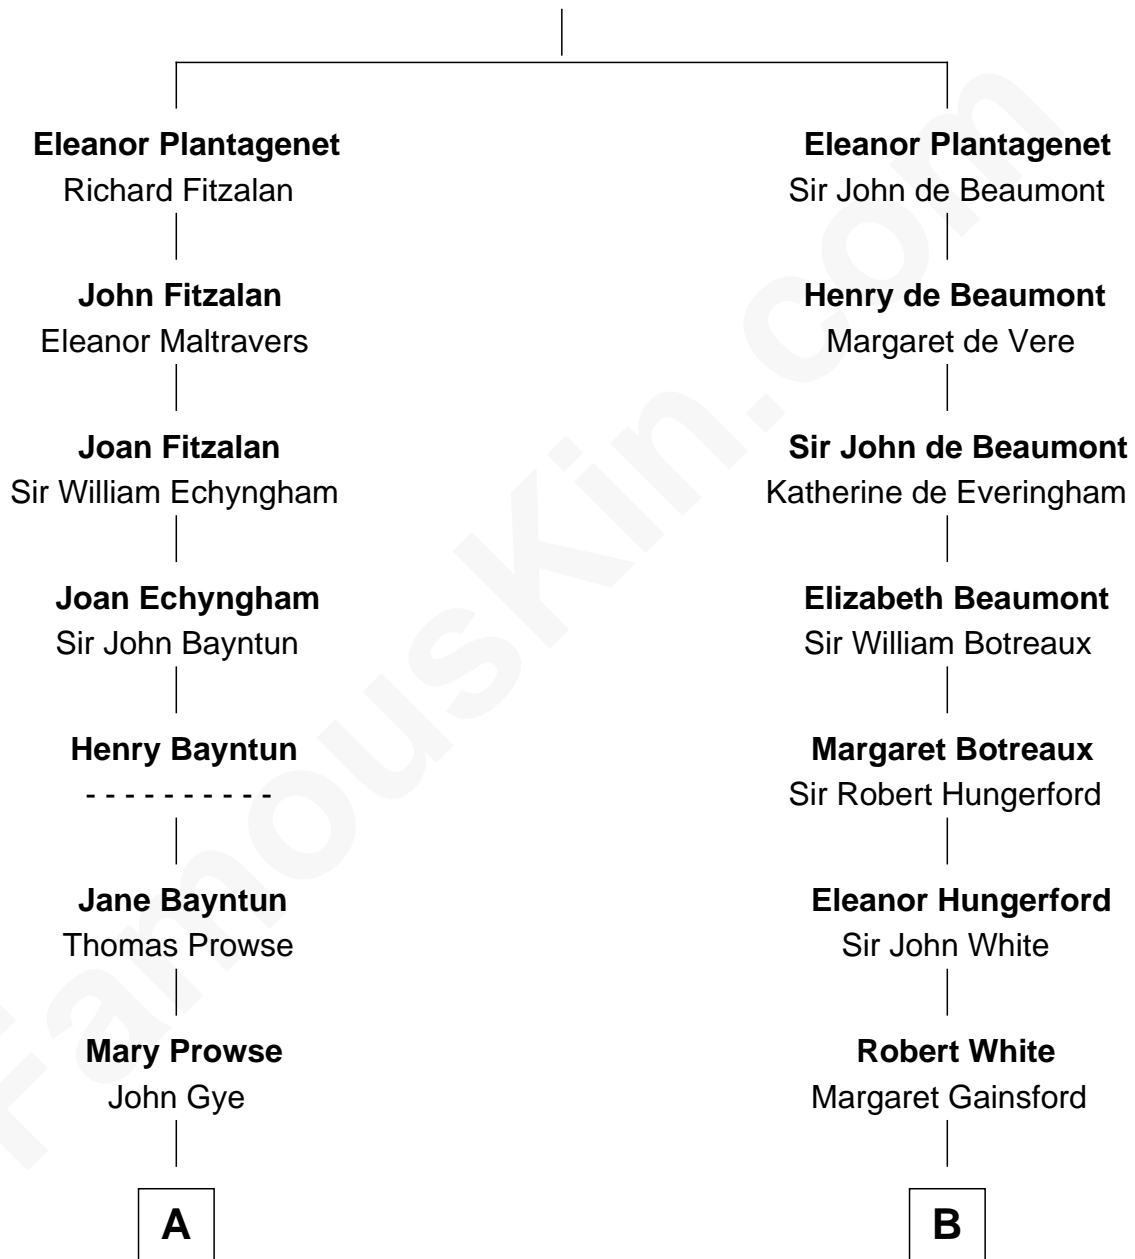 Eleanor Plantagenet
Richard Fitzalan
John Fitzalan
Eleanor Maltravers
Joan Fitzalan
Sir William Echyngham
Joan Echyngham
Sir John Bayntun
Henry Bayntun
- - - - - - - - - -
Jane Bayntun
Thomas Prowse
Mary Prowse
John Gye
A
Eleanor Plantagenet
Sir John de Beaumont
Henry de Beaumont
Margaret de Vere
Sir John de Beaumont
Katherine de Everingham
Elizabeth Beaumont
Sir William Botreaux
Margaret Botreaux
Sir Robert Hungerford
Eleanor Hungerford
Sir John White
Robert White
Margaret Gainsford
B
FamousKin.com